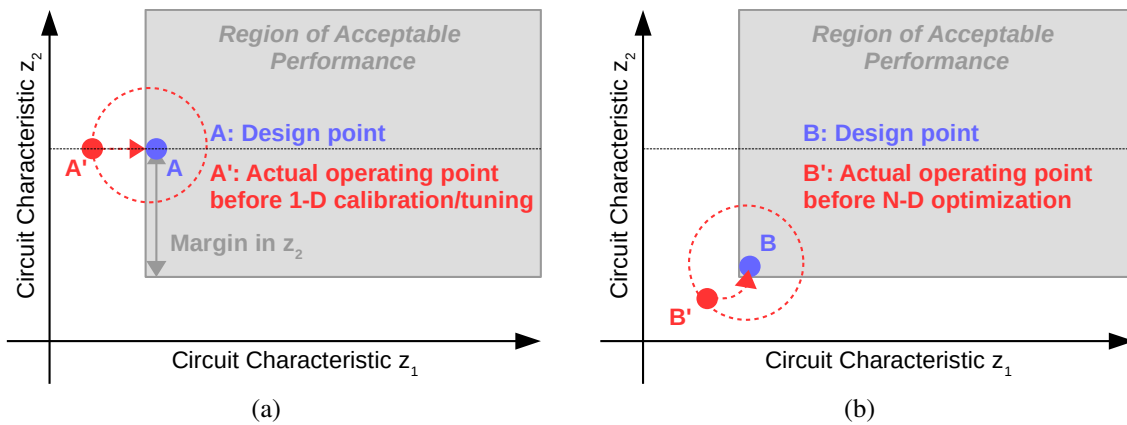 Region of Acceptable
Performance
Circuit Characteristic z2
A: Design point
A'
A
A': Actual operating point
before 1-D calibration/tuning
Margin in z2
Circuit Characteristic z1
(a)
Region of Acceptable
Performance
Circuit Characteristic z2
B: Design point
B': Actual operating point
before N-D optimization
B
B'
Circuit Characteristic z1
(b)